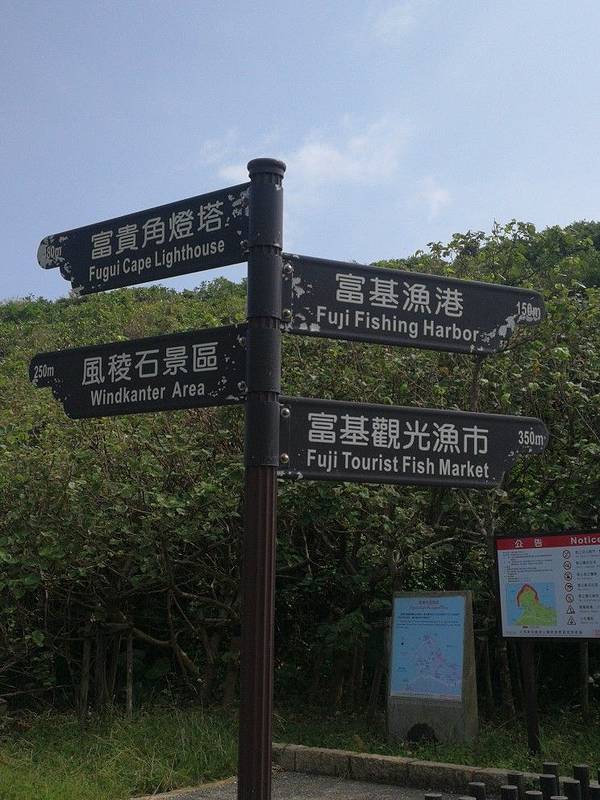 富貴角燈塔
Fugui Cape Lighthouse
富基漁港
150m
Fuji Fishing Harbor
250m
風稜石景區
Windkanter Area
富基觀光漁市
350m
Fuji Tourist Fish Market
公告
Notice